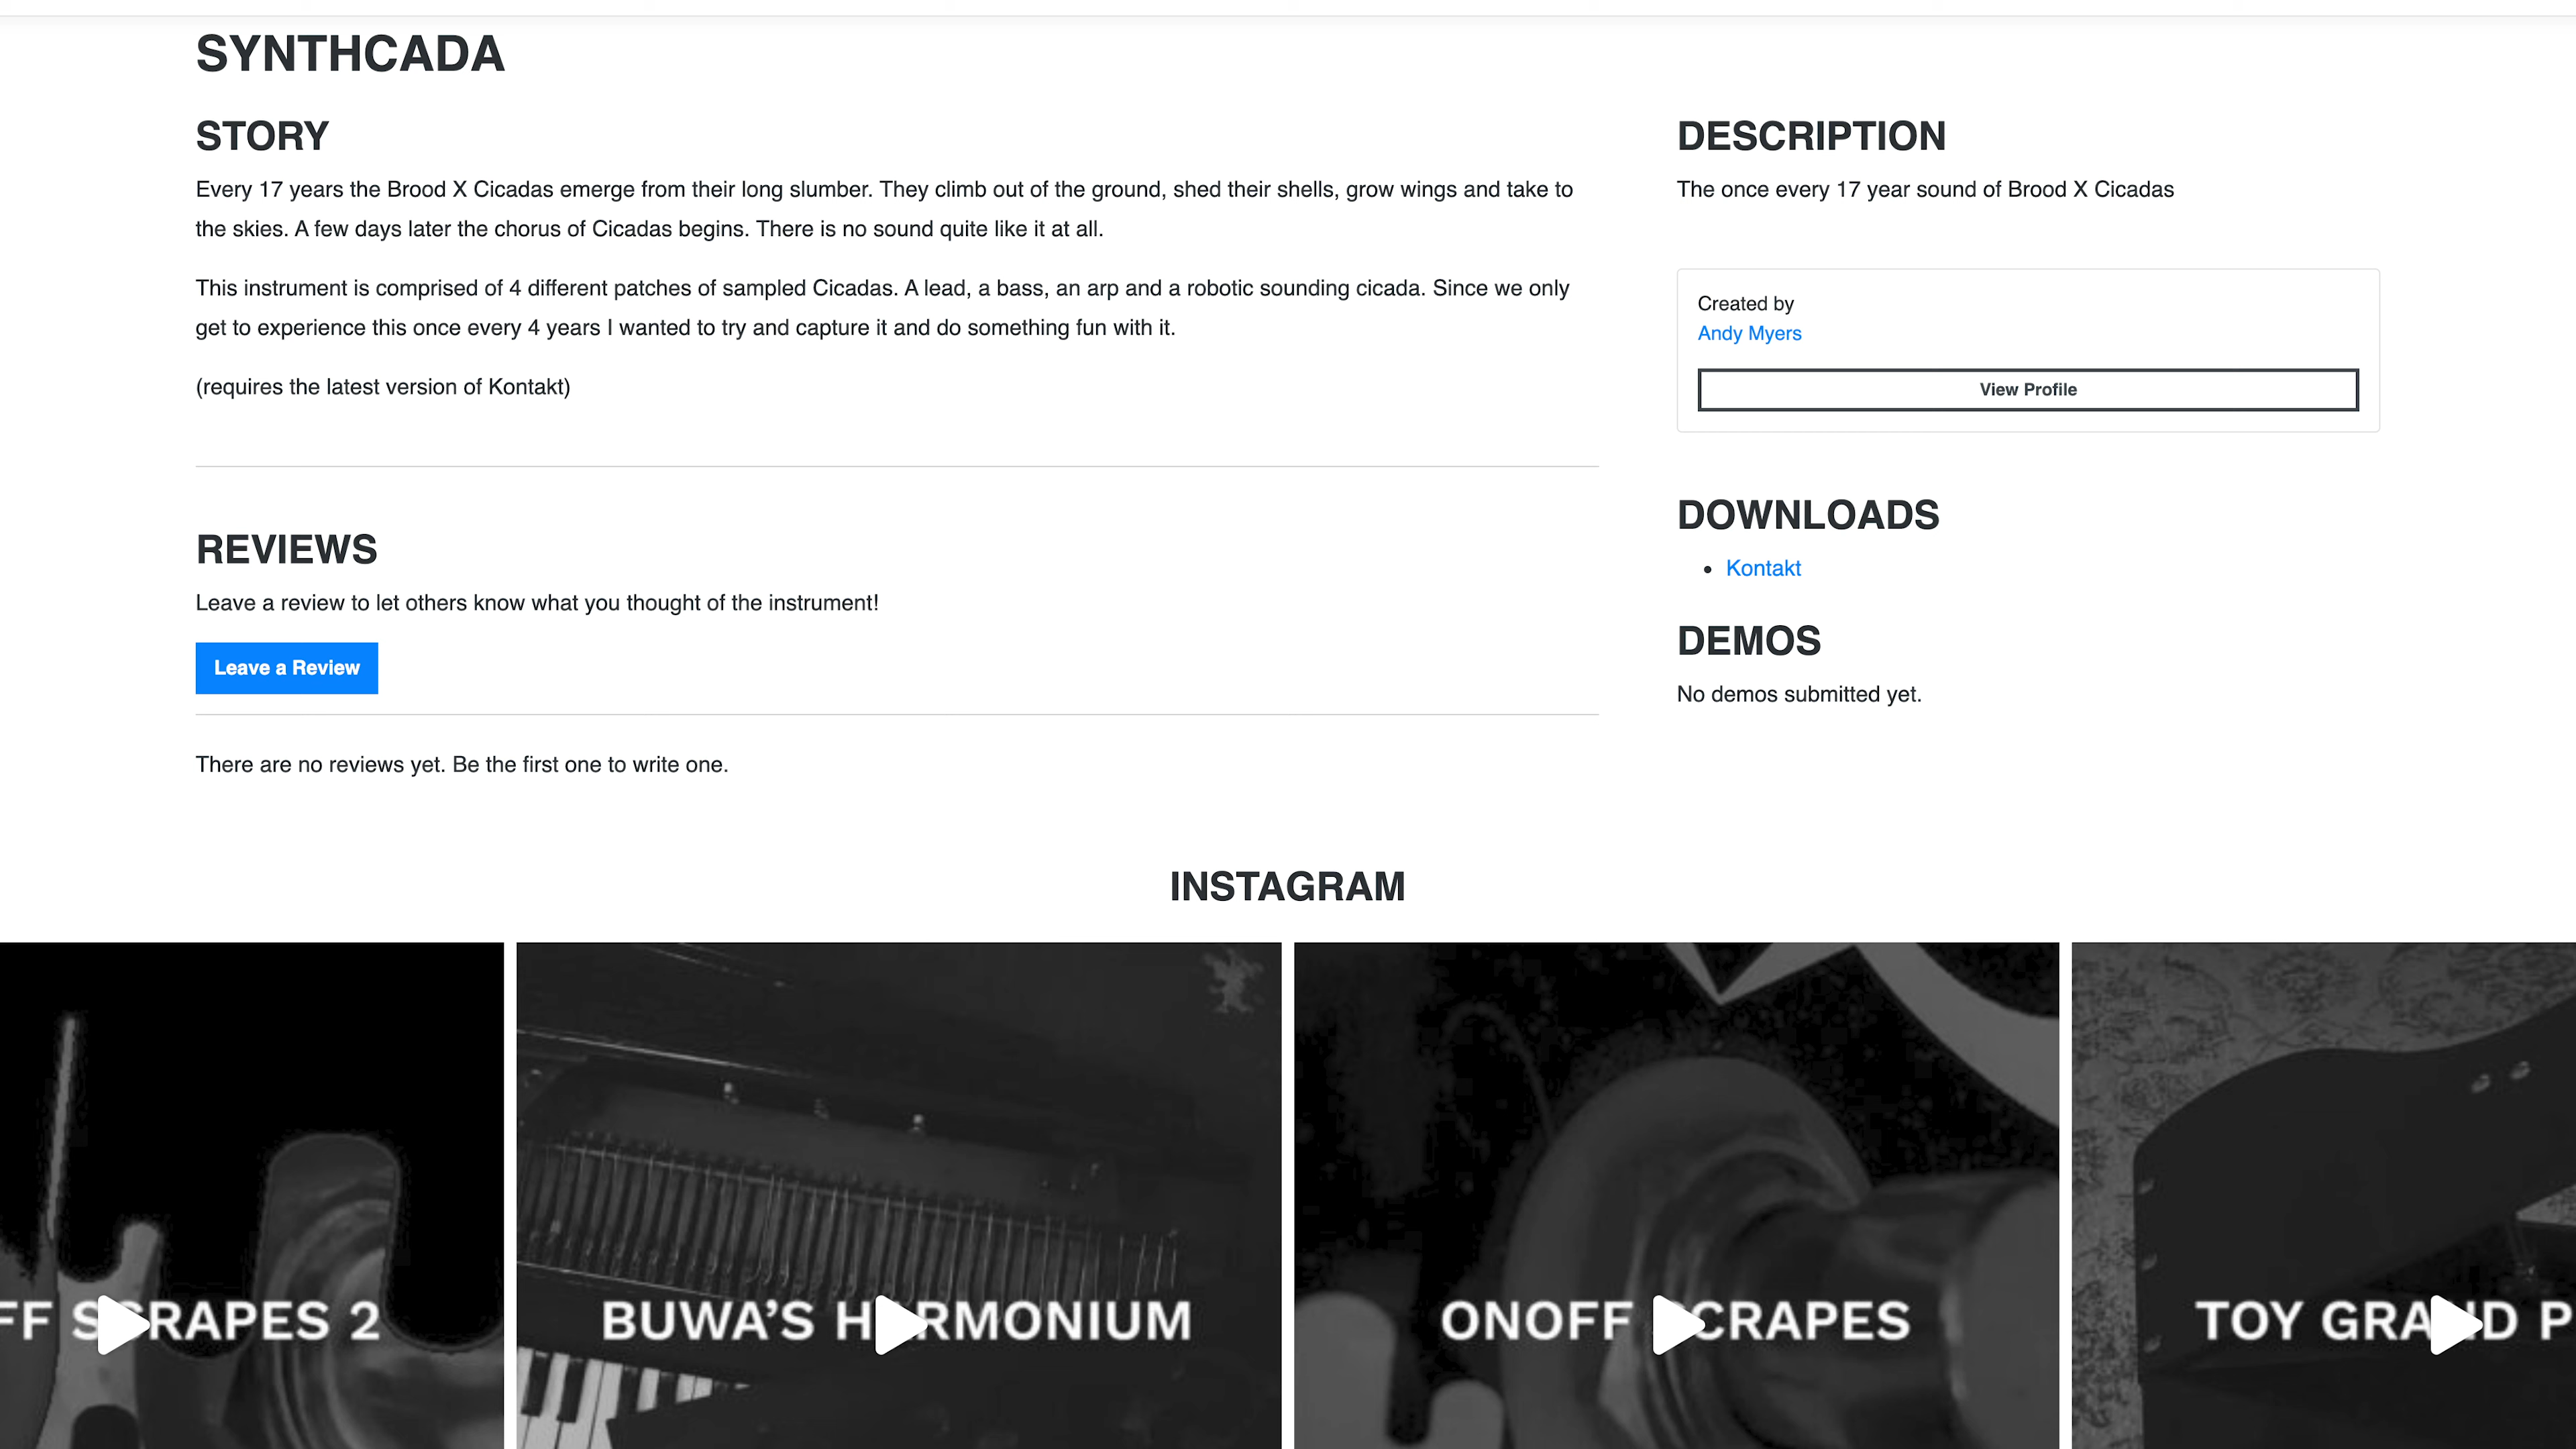 SYNTHCADA
STORY
Every 17 years the Brood X Cicadas emerge from their long slumber. They climb out of the ground, shed their shells, grow wings and take to
the skies. A few days later the chorus of Cicadas begins. There is no sound quite like it at all.
This instrument is comprised of 4 different patches of sampled Cicadas. A lead, a bass, an arp and a robotic sounding cicada. Since we only
get to experience this once every 4 years I wanted to try and capture it and do something fun with it.
(requires the latest version of Kontakt)
REVIEWS
Leave a review to let others know what you thought of the instrument!
Leave a Review
There are no reviews yet. Be the first one to write one.
DESCRIPTION
The once every 17 year sound of Brood X Cicadas
Created by
Andy Myers
View Profile
DOWNLOADS
Kontakt
DEMOS
No demos submitted yet.
INSTAGRAM
FF SCRAPES 2
BUWA'S HARMONIUM
ONOFF SCRAPES
TOY GRAND P